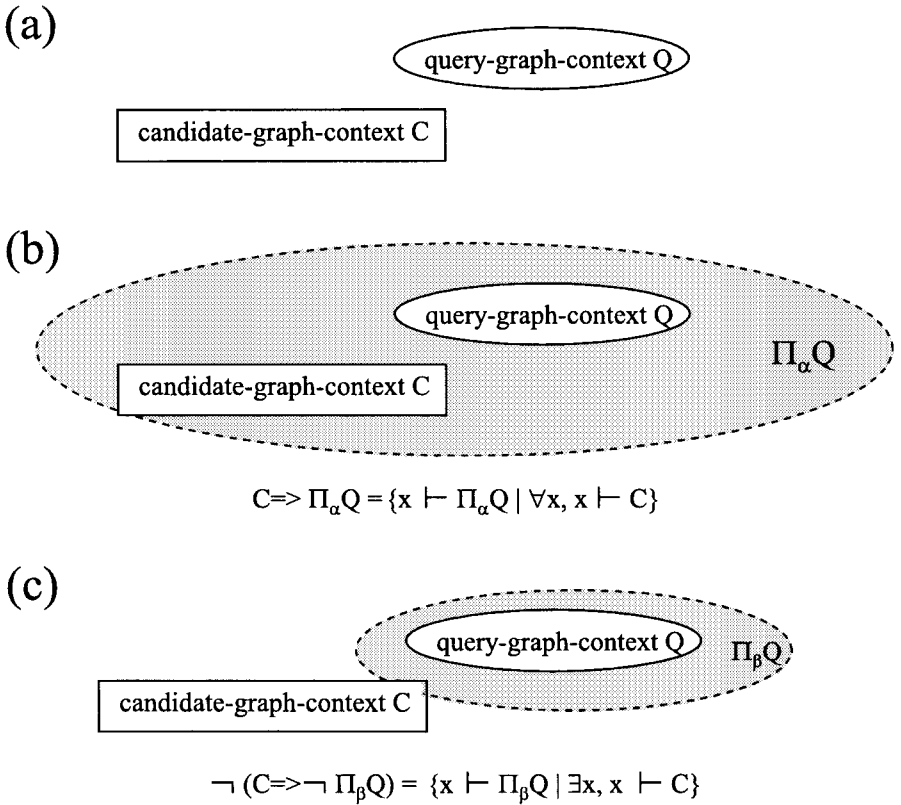 (a)
query-graph-context Q
candidate-graph-context C
(b)
query-graph-context Q
ΠαQ
candidate-graph-context C
C=> ΠαQ = {x ⊢ ΠαQ | ∀x, x ⊢ C}
(c)
query-graph-context Q
ΠβQ
candidate-graph-context C
¬ (C=>¬ ΠβQ) = {x ⊢ ΠβQ | ∃x, x ⊢ C}